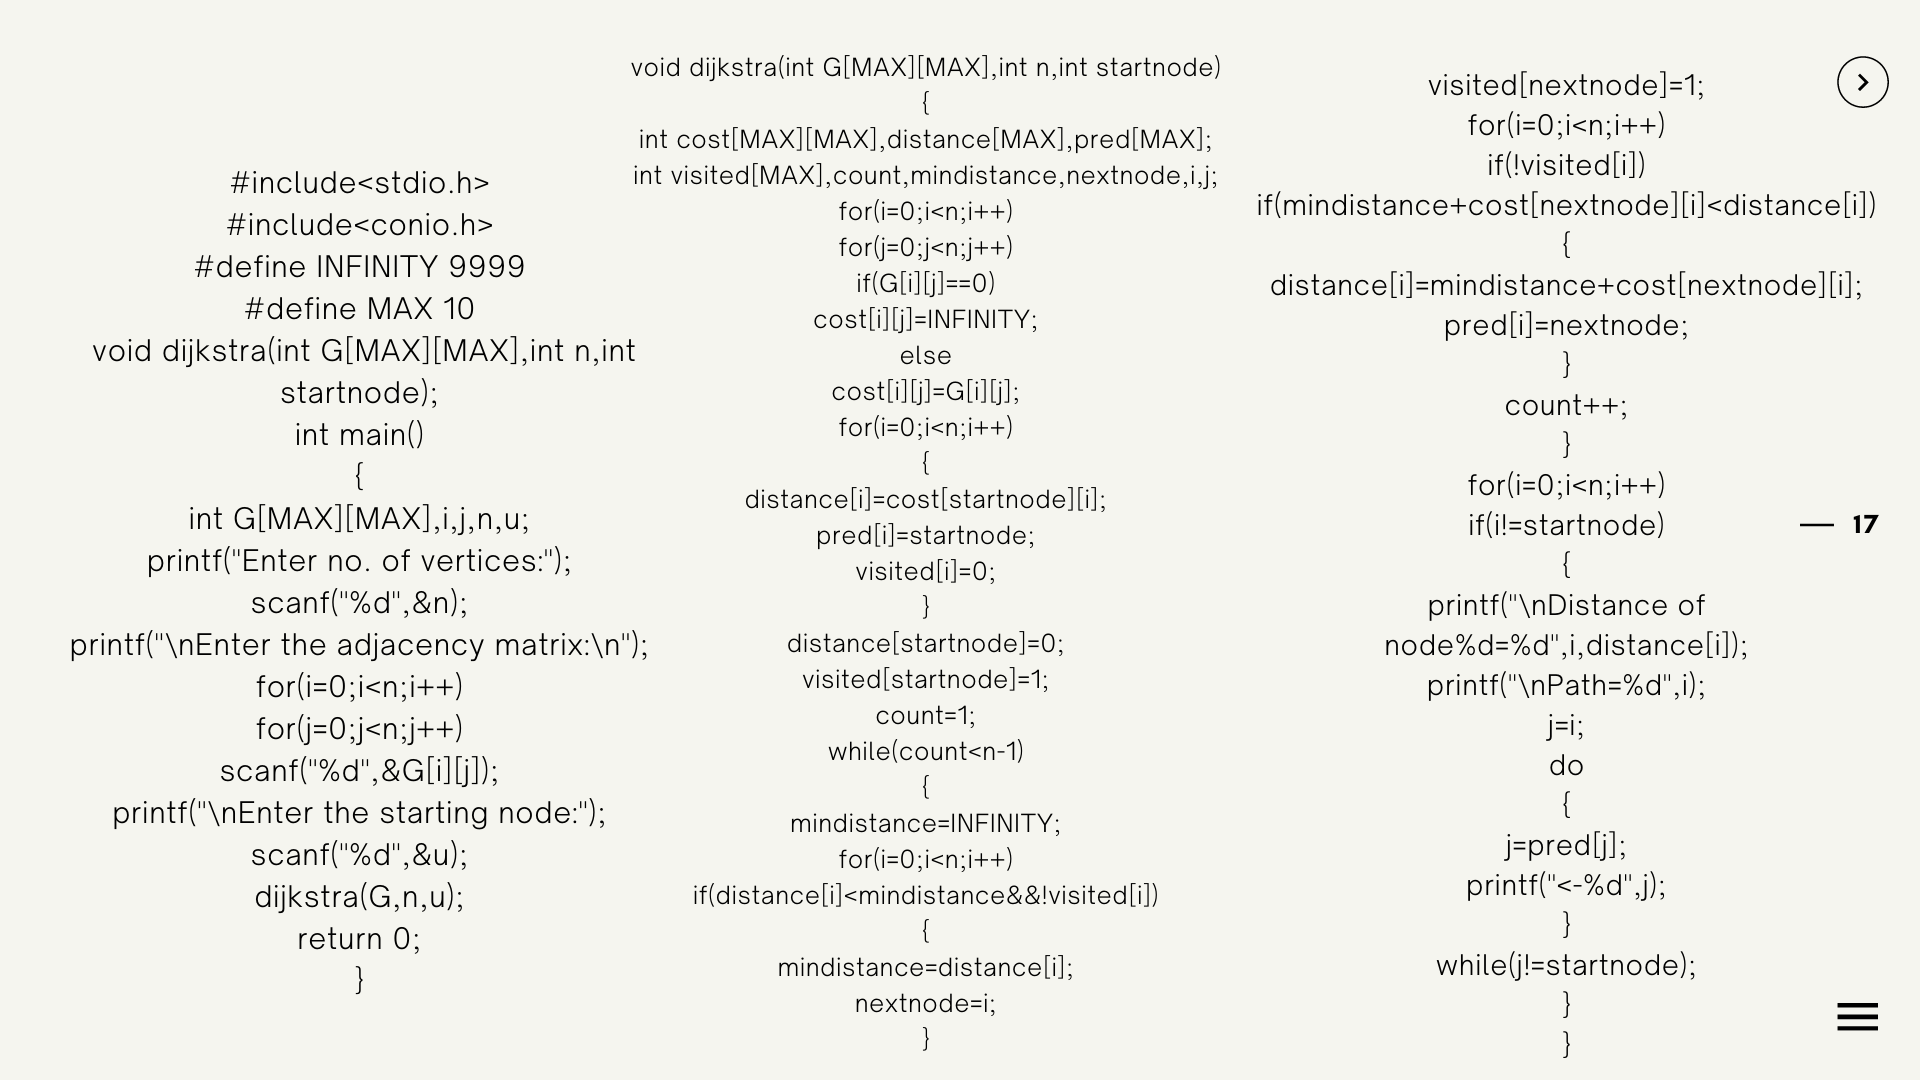 #include<stdio.h>
#include<conio.h>
#define INFINITY 9999
#define MAX 10
void dijkstra(int G[MAX][MAX],int n,int
startnode);
int main()
{
int G[MAX][MAX],i,j,n,u;
printf("Enter no. of vertices:");
scanf("%d",&n);
printf("\nEnter the adjacency matrix:\n");
for(i=0;i<n;i++)
for(j=0;j<n;j++)
scanf("%d",&G[i][j]);
printf("\nEnter the starting node:");
scanf("%d",&u);
dijkstra(G,n,u);
return 0;
}
void dijkstra(int G[MAX][MAX],int n,int startnode)
{
int cost[MAX][MAX],distance[MAX],pred[MAX];
int visited[MAX],count,mindistance,nextnode,i,j;
for(i=0;i<n;i++)
for(j=0;j<n;j++)
if(G[i][j]==0)
cost[i][j]=INFINITY;
else
cost[i][j]=G[i][j];
for(i=0;i<n;i++)
{
distance[i]=cost[startnode][i];
pred[i]=startnode;
visited[i]=0;
}
distance[startnode]=0;
visited[startnode]=1;
count=1;
while(count<n-1)
{
mindistance=INFINITY;
for(i=0;i<n;i++)
if(distance[i]<mindistance&&!visited[i])
{
mindistance=distance[i];
nextnode=i;
}
visited[nextnode]=1;
for(i=0;i<n;i++)
if(!visited[i])
if(mindistance+cost[nextnode][i]<distance[i])
{
distance[i]=mindistance+cost[nextnode][i];
pred[i]=nextnode;
}
count++;
}
for(i=0;i<n;i++)
if(i!=startnode)
{
printf("\nDistance of
node%d=%d",i,distance[i]);
printf("\nPath=%d",i);
j=i;
do
{
j=pred[j];
printf("<-%d",j);
}
while(j!=startnode);
}
}
— 17